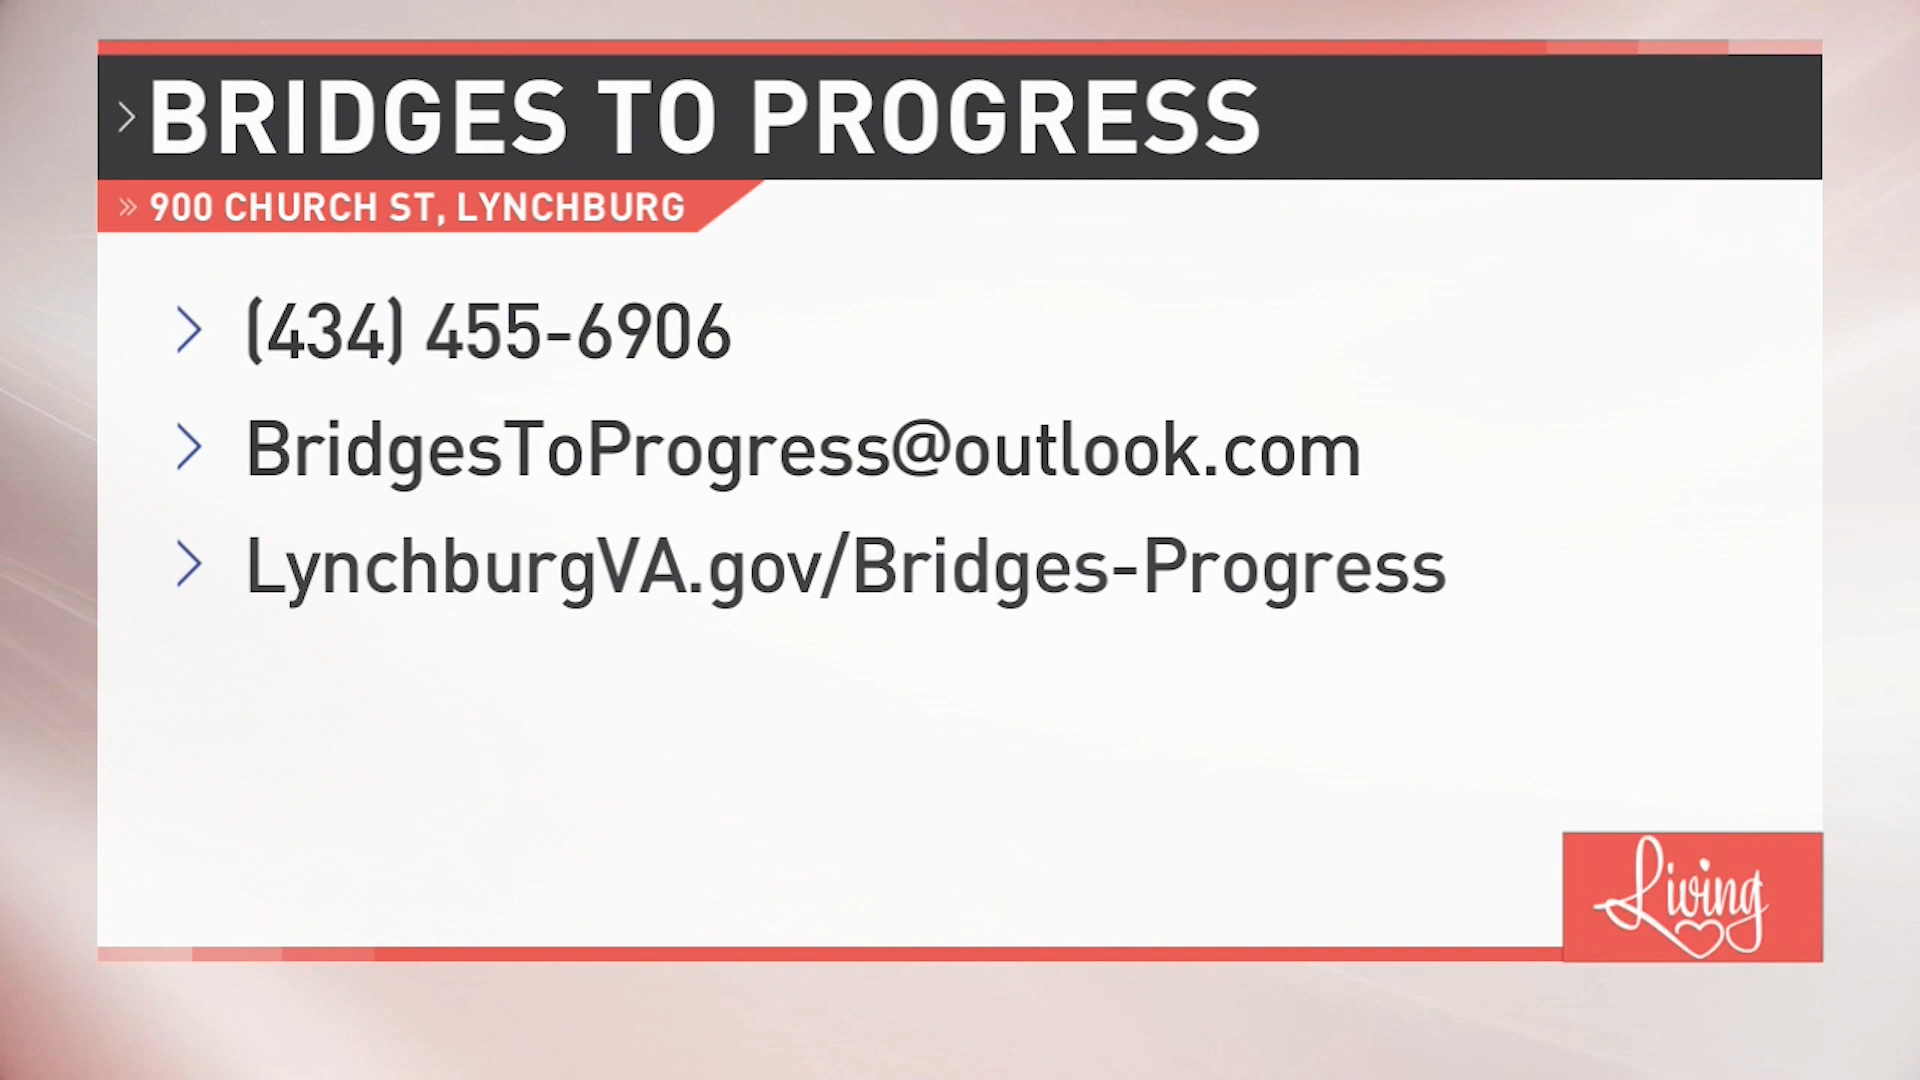 BRIDGES TO PROGRESS
900 CHURCH ST, LYNCHBURG
(434) 455-6906
BridgesToProgress@outlook.com
LynchburgVA.gov/Bridges-Progress
Living